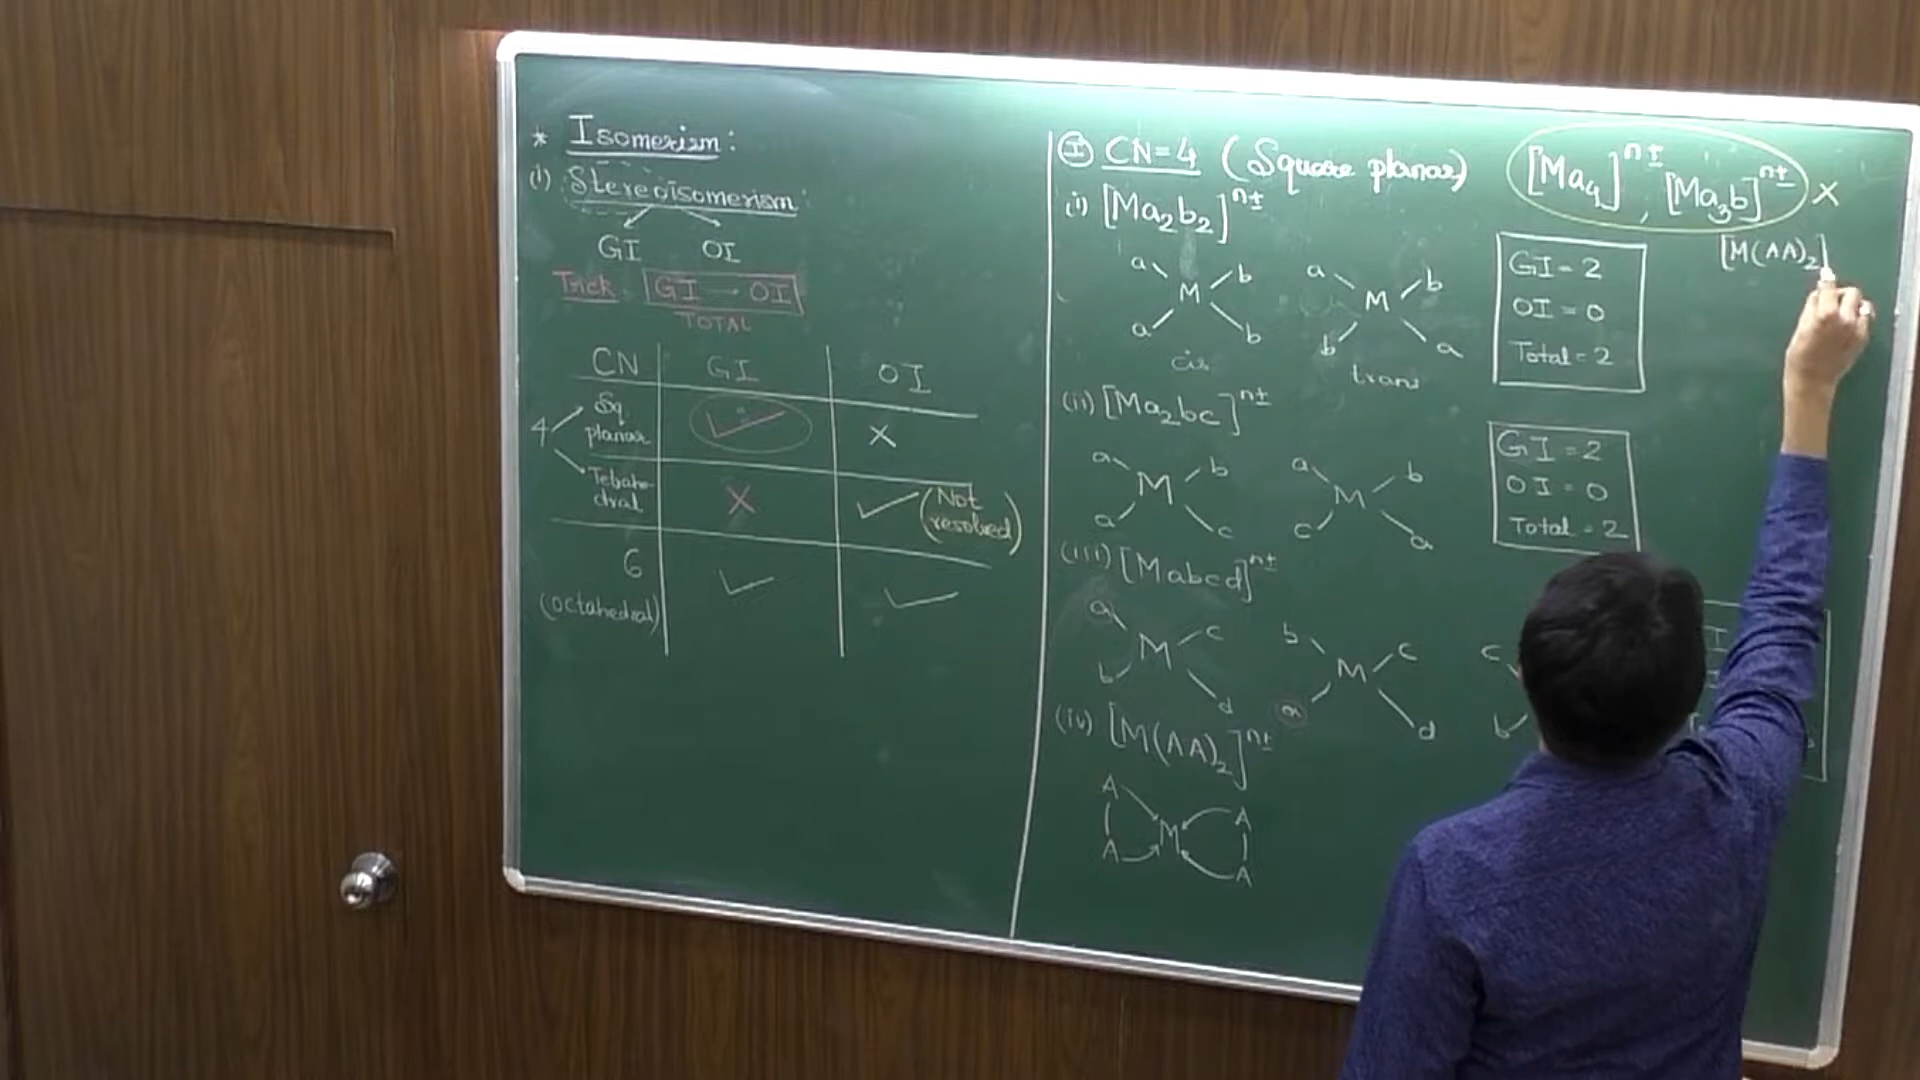 * Isomerism:
(i) Stereoisomerism:
GI OI
Trick GI → OI
TOTAL
CN GI OI
4 Sq. planar ✓ ×
Tetrahedral × ✓ (Not resolved)
6 (octahedral) ✓ ✓
(I) CN=4 (Square planar)
[Ma4]^n±, [Ma3b]^n± ×
[M(AA)2]
(i) [Ma2b2]^n±
a b
M
a b
cis
a b
M
b a
trans
GI = 2
OI = 0
Total = 2
(ii) [Ma2bc]^n±
a b
M
a c
a b
M
c a
GI = 2
OI = 0
Total = 2
(iii) [Mabcd]^n±
a c
M
b d
b c
M
a d
c
b
(iv) [M(AA)2]^n±
A A
M
A A